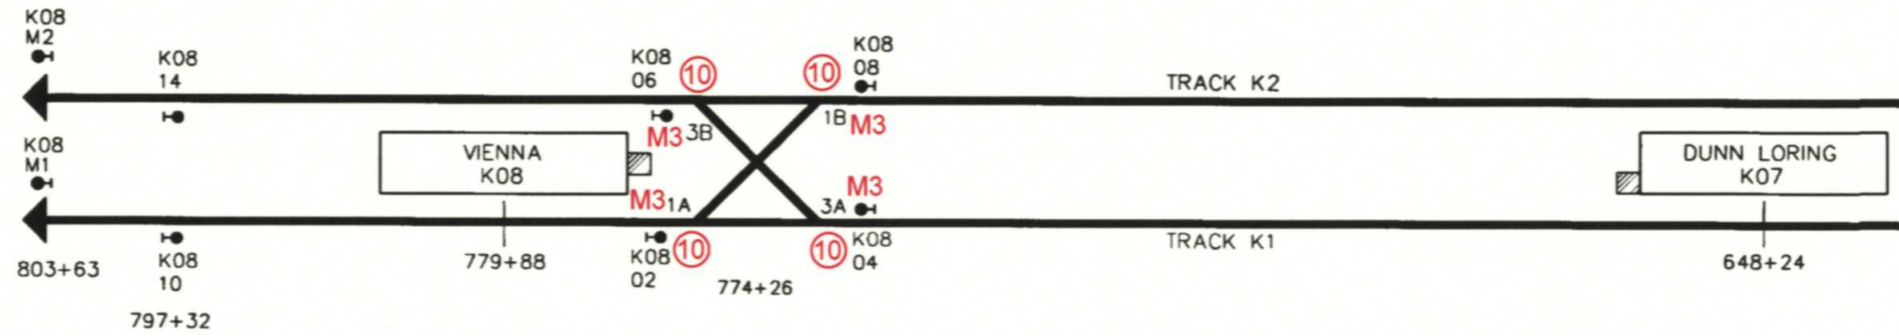 K08
M2
K08
14
K08
06
10
10
K08
08
TRACK K2
M3
3B
1B
M3
K08
M1
VIENNA
K08
DUNN LORING
K07
M3
1A
M3
3A
K08
10
K08
02
10
10
K08
04
TRACK K1
803+63
797+32
779+88
774+26
648+24